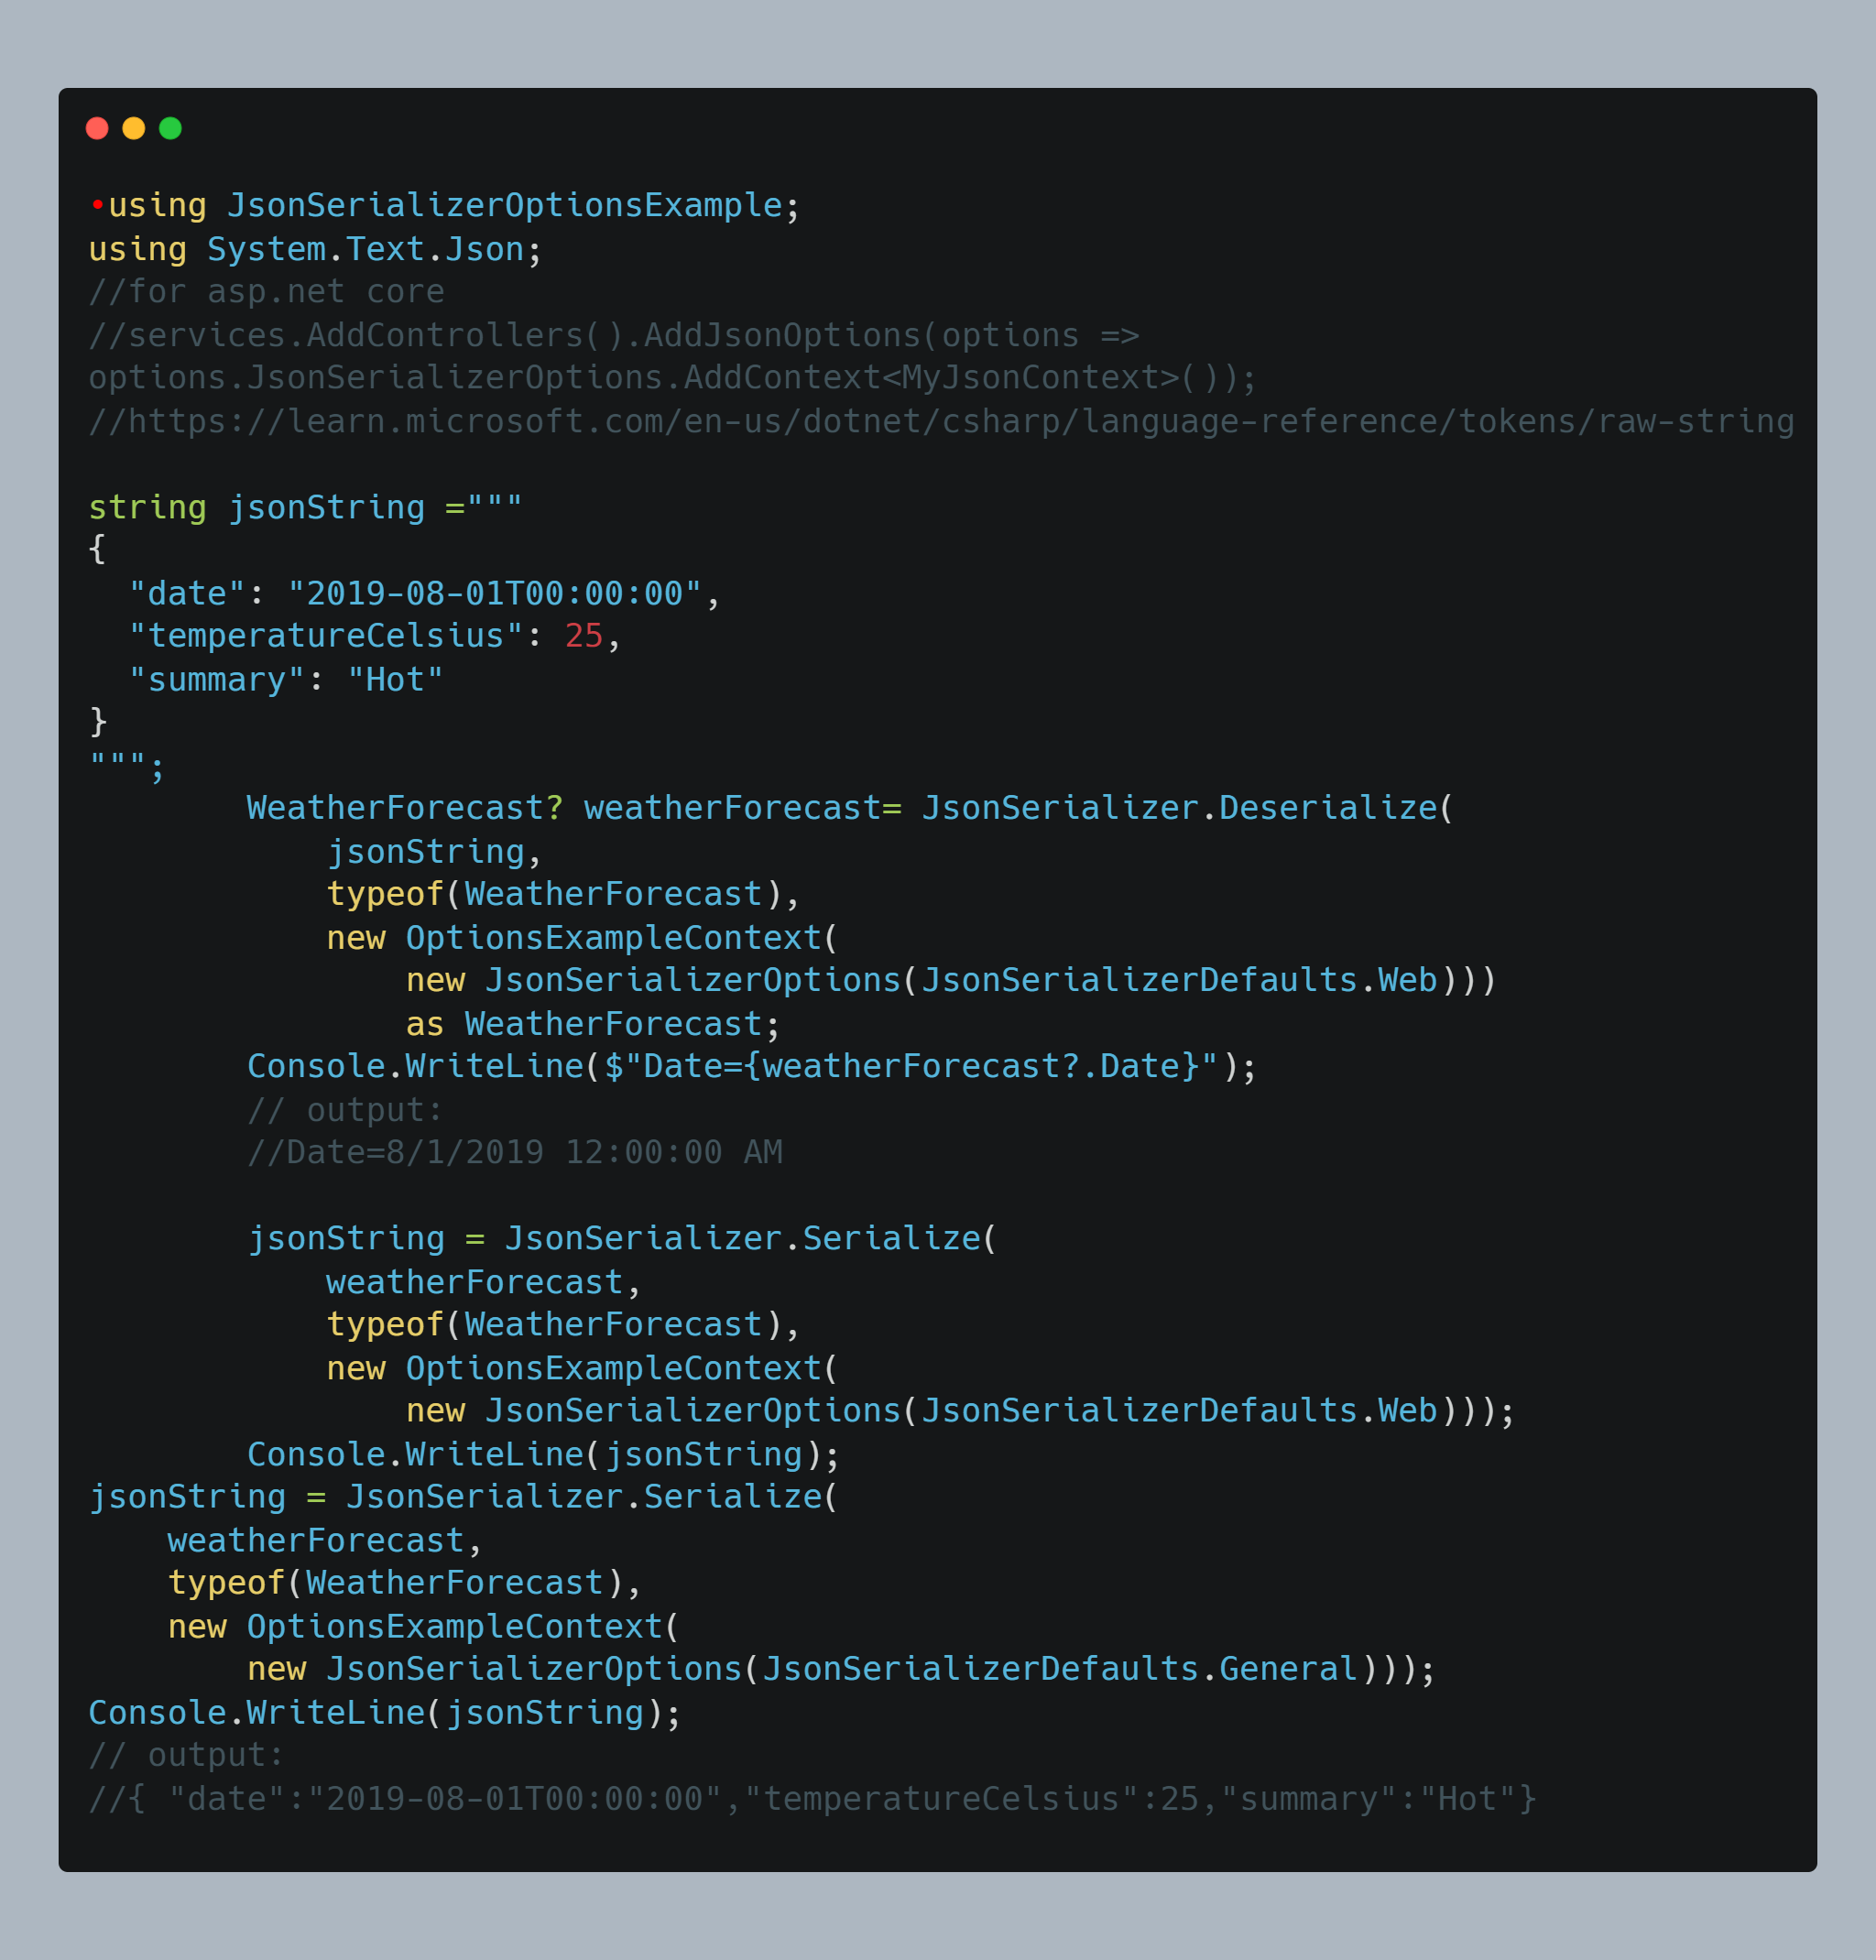 •using JsonSerializerOptionsExample;
using System.Text.Json;
//for asp.net core
//services.AddControllers().AddJsonOptions(options =>
options.JsonSerializerOptions.AddContext<MyJsonContext>());
//https://learn.microsoft.com/en-us/dotnet/csharp/language-reference/tokens/raw-string

string jsonString ="""
{
  "date": "2019-08-01T00:00:00",
  "temperatureCelsius": 25,
  "summary": "Hot"
}
""";
        WeatherForecast? weatherForecast= JsonSerializer.Deserialize(
            jsonString,
            typeof(WeatherForecast),
            new OptionsExampleContext(
                new JsonSerializerOptions(JsonSerializerDefaults.Web)))
                as WeatherForecast;
        Console.WriteLine($"Date={weatherForecast?.Date}");
        // output:
        //Date=8/1/2019 12:00:00 AM

        jsonString = JsonSerializer.Serialize(
            weatherForecast,
            typeof(WeatherForecast),
            new OptionsExampleContext(
                new JsonSerializerOptions(JsonSerializerDefaults.Web)));
        Console.WriteLine(jsonString);
jsonString = JsonSerializer.Serialize(
    weatherForecast,
    typeof(WeatherForecast),
    new OptionsExampleContext(
        new JsonSerializerOptions(JsonSerializerDefaults.General)));
Console.WriteLine(jsonString);
// output:
//{ "date":"2019-08-01T00:00:00","temperatureCelsius":25,"summary":"Hot"}